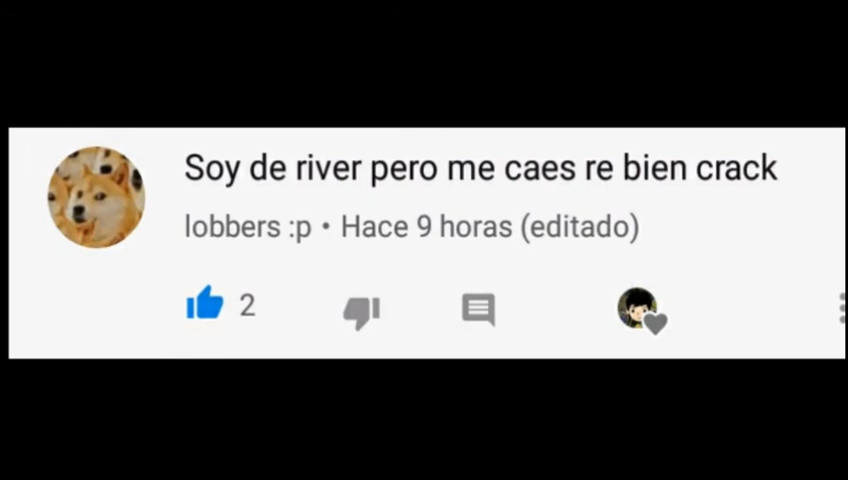 Soy de river pero me caes re bien crack
lobbers :p • Hace 9 horas (editado)
2